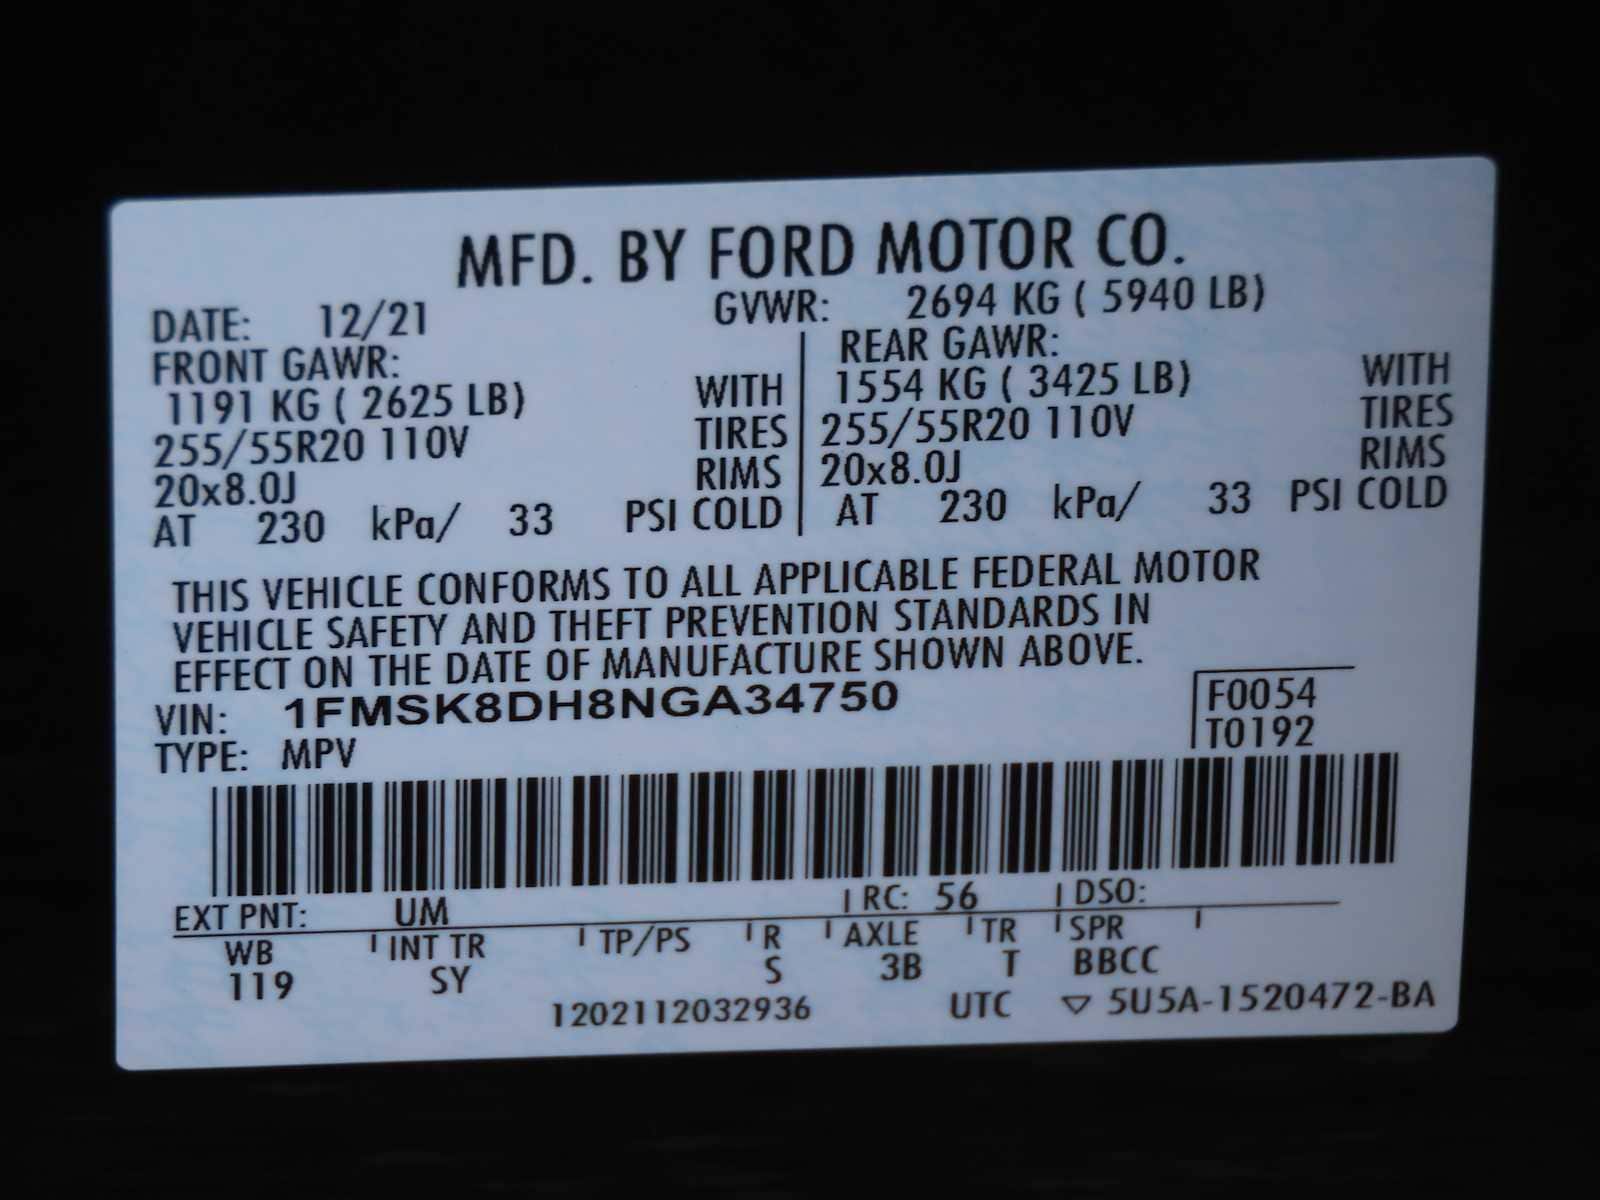 MFD. BY FORD MOTOR CO.
DATE: 12/21 GVWR: 2694 KG ( 5940 LB)
FRONT GAWR: REAR GAWR:
1191 KG ( 2625 LB) WITH 1554 KG ( 3425 LB) WITH
255/55R20 110V TIRES 255/55R20 110V TIRES
20x8.0J RIMS 20x8.0J RIMS
AT 230 kPa/ 33 PSI COLD AT 230 kPa/ 33 PSI COLD
THIS VEHICLE CONFORMS TO ALL APPLICABLE FEDERAL MOTOR
VEHICLE SAFETY AND THEFT PREVENTION STANDARDS IN
EFFECT ON THE DATE OF MANUFACTURE SHOWN ABOVE.
VIN: 1FMSK8DH8NGA34750 F0054
TYPE: MPV T0192
EXT PNT: UM RC: 56 DSO:
WB INT TR TP/PS R AXLE TR SPR
119 SY S 3B T BBCC
1202112032936 UTC ▽ 5U5A-1520472-BA